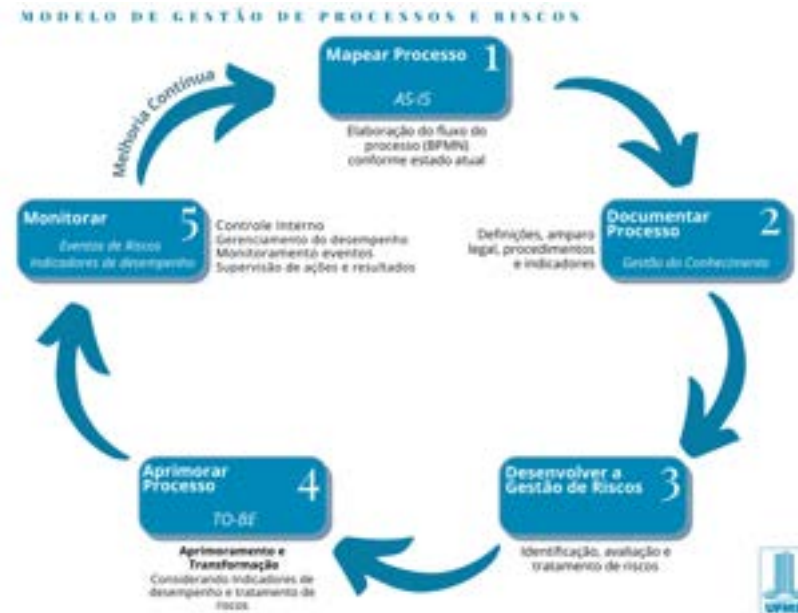 MODELO DE GESTÃO DE PROCESSOS E RISCOS
Mapear Processo 1
AS-IS
Elaboração do fluxo do
processo (BPMN)
conforme estado atual
Melhoria Contínua
Documentar
Processo 2
Gestão do Conhecimento
Definições, amparo
legal, procedimentos
e indicadores
Desenvolver a
Gestão de Riscos 3
Identificação, avaliação e
tratamento de riscos
Aprimorar
Processo 4
TO-BE
Aprimoramento e
Transformação
Considerando Indicadores de
desempenho e tratamento de
riscos
Monitorar 5
Eventos de Riscos
Indicadores de desempenho
Controle Interno
Gerenciamento do desempenho
Monitoramento eventos
Supervisão de ações e resultados